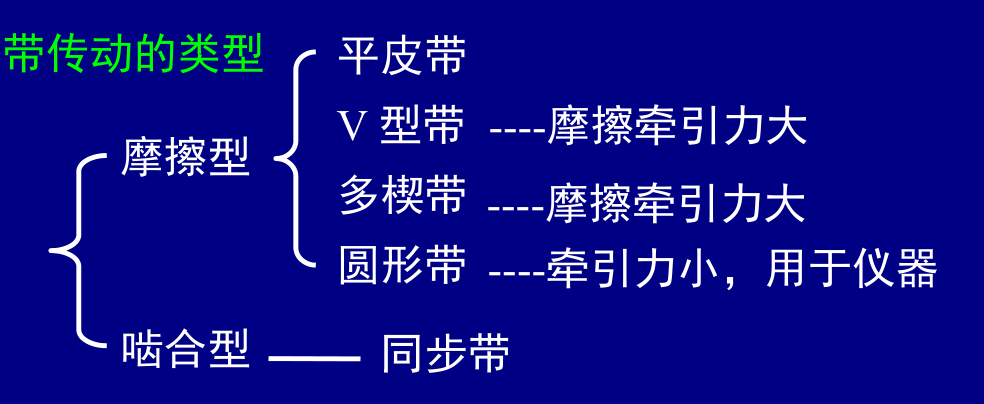 带传动的类型
平皮带
V 型带 ----摩擦牵引力大
摩擦型
多楔带 ----摩擦牵引力大
圆形带 ----牵引力小，用于仪器
啮合型
同步带